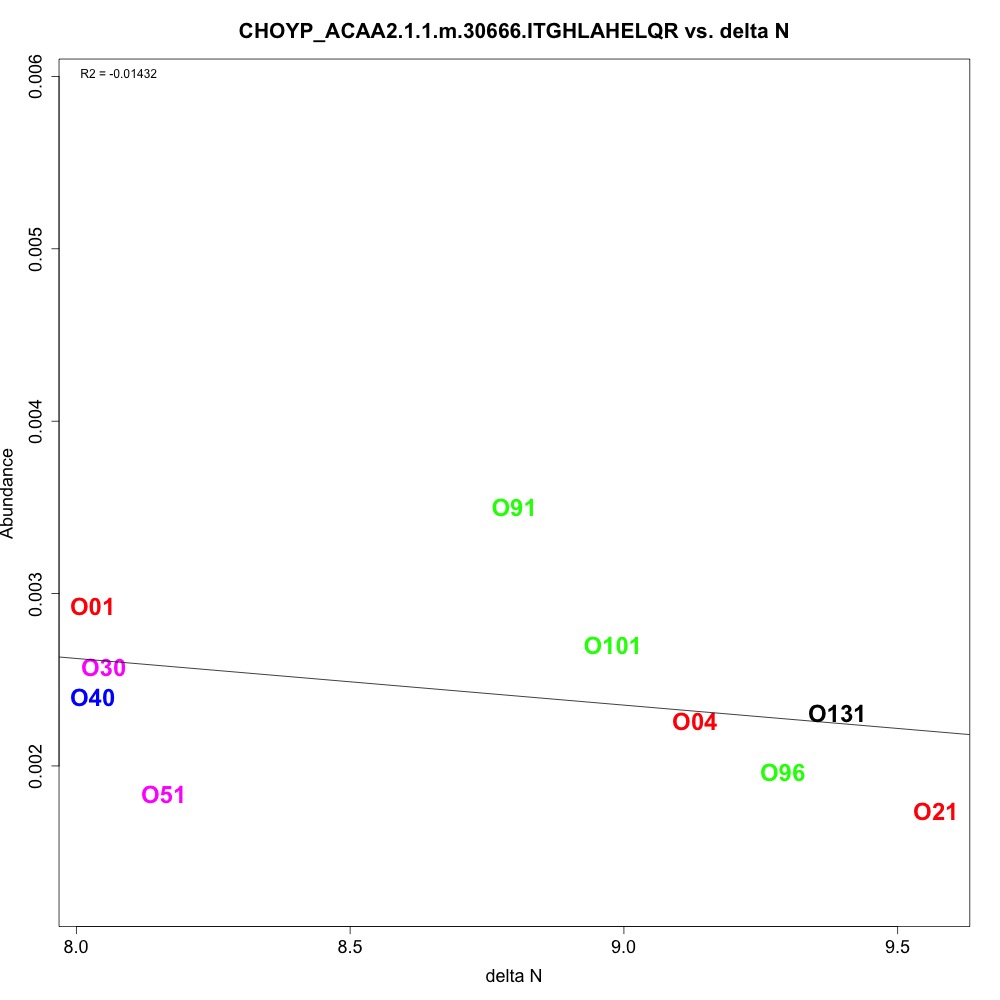 CHOYP_ACAA2.1.1.m.30666.ITGHLAHELQR vs. delta N
R2 = -0.01432
0.006
0.005
0.004
Abundance
O91
0.003
O01
O101
O30
O40
O131
O04
0.002
O96
O51
O21
8.0 8.5 9.0 9.5
delta N